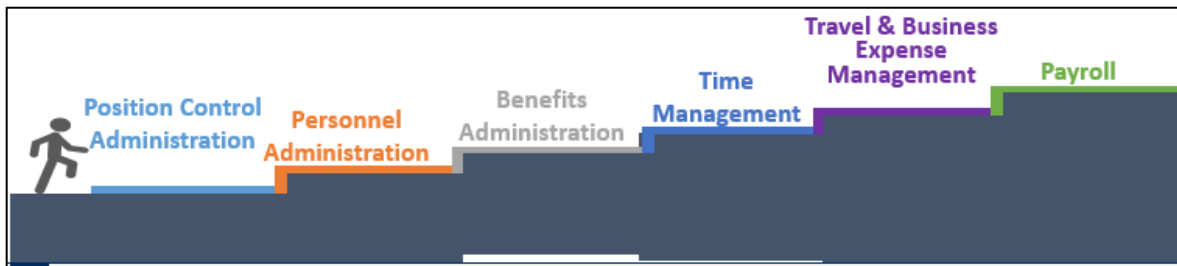 Position Control
Administration
Personnel
Administration
Benefits
Administration
Time
Management
Travel & Business
Expense
Management
Payroll